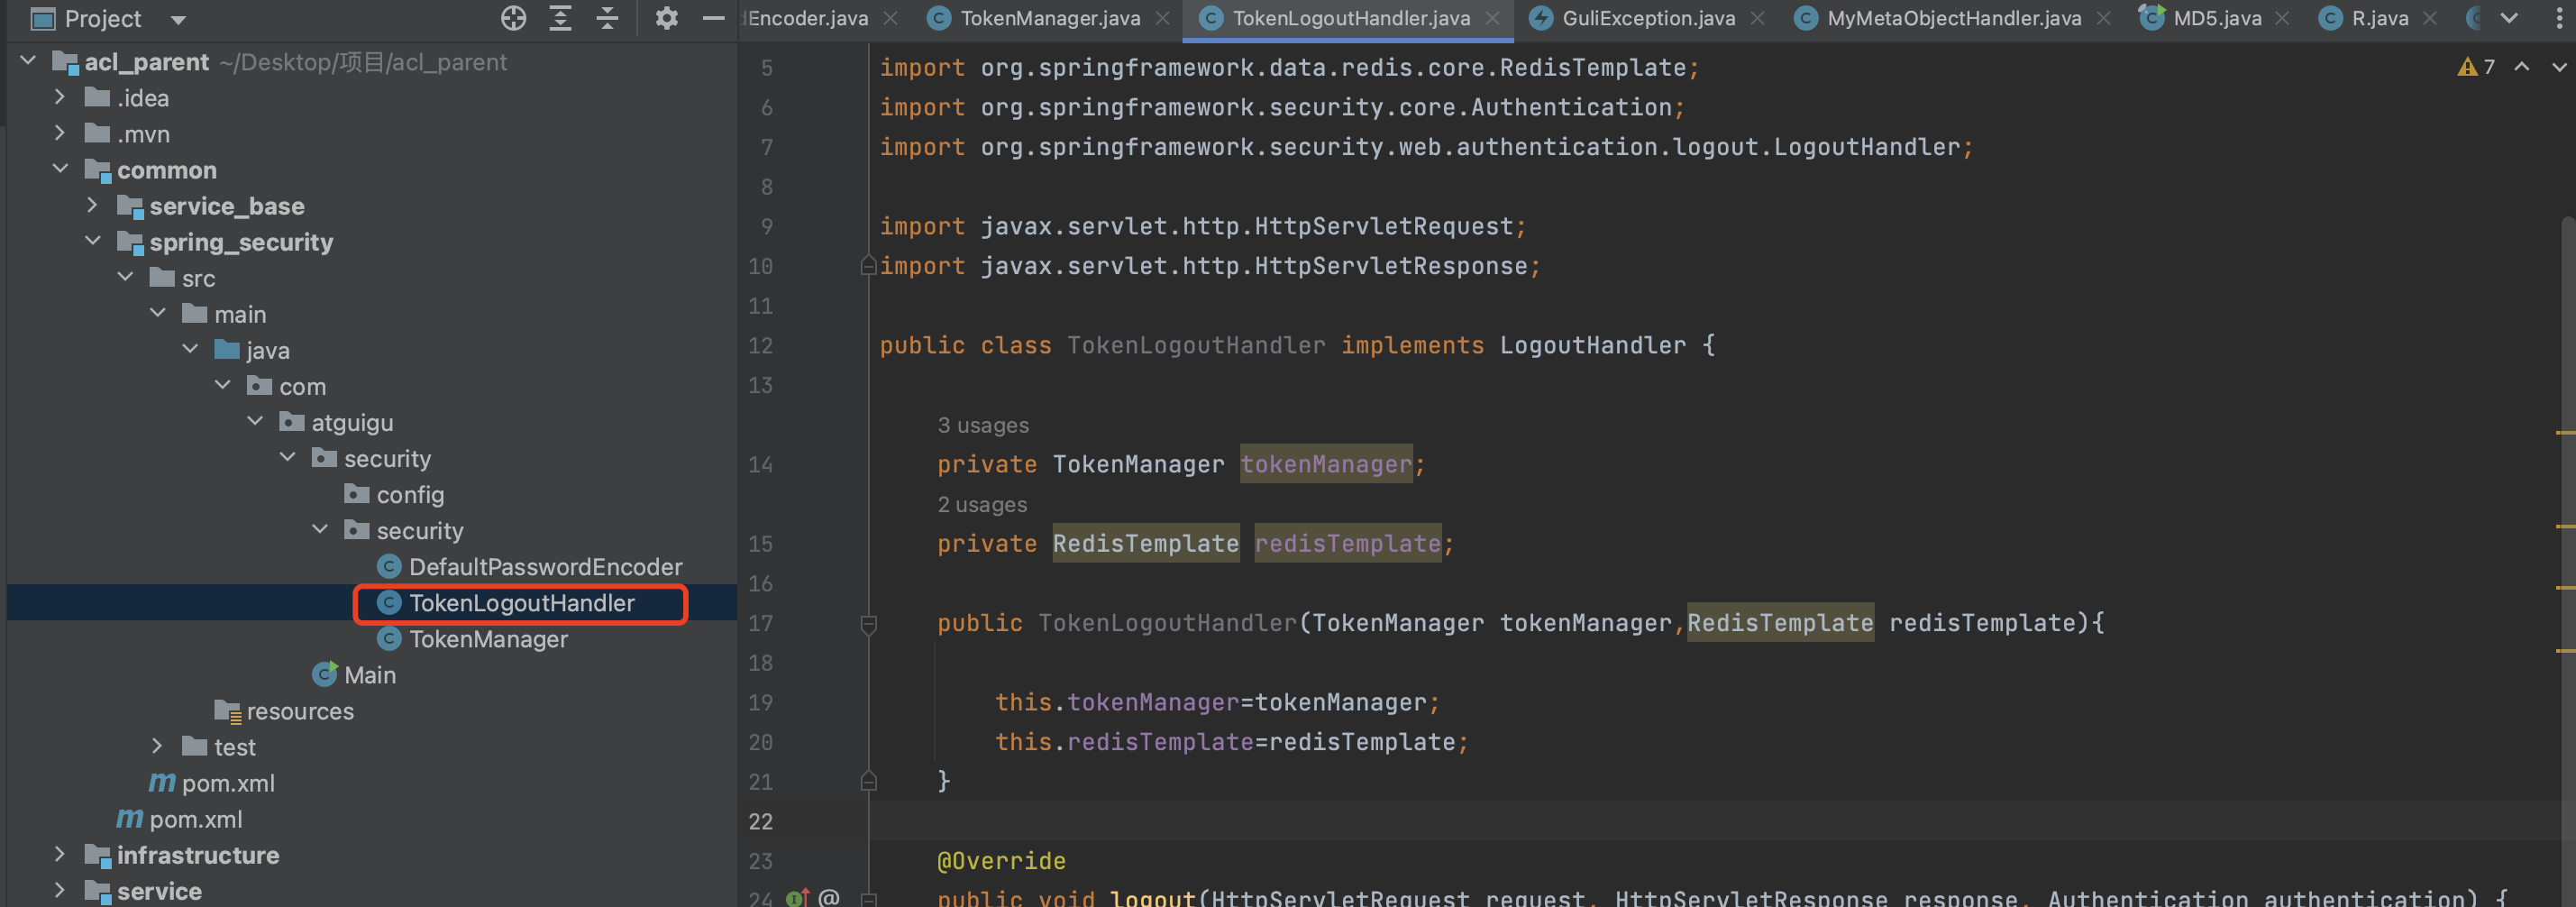 Project
acl_parent ~/Desktop/项目/acl_parent
.idea
.mvn
common
service_base
spring_security
src
main
java
com
atguigu
security
config
security
DefaultPasswordEncoder
TokenLogoutHandler
TokenManager
Main
resources
test
pom.xml
pom.xml
infrastructure
service
dEncoder.java TokenManager.java TokenLogoutHandler.java GuliException.java MyMetaObjectHandler.java MD5.java R.java
7
5 import org.springframework.data.redis.core.RedisTemplate;
6 import org.springframework.security.core.Authentication;
7 import org.springframework.security.web.authentication.logout.LogoutHandler;
8
9 import javax.servlet.http.HttpServletRequest;
10 import javax.servlet.http.HttpServletResponse;
11
12 public class TokenLogoutHandler implements LogoutHandler {
13
3 usages
14 private TokenManager tokenManager;
2 usages
15 private RedisTemplate redisTemplate;
16
17 public TokenLogoutHandler(TokenManager tokenManager,RedisTemplate redisTemplate){
18
19 this.tokenManager=tokenManager;
20 this.redisTemplate=redisTemplate;
21 }
22
23 @Override
24 public void logout(HttpServletRequest request, HttpServletResponse response, Authentication authentication) {